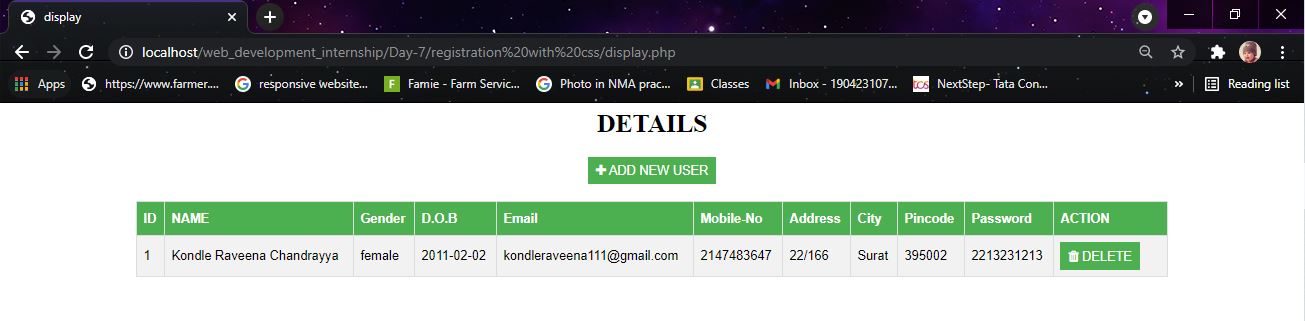 display
localhost/web_development_internship/Day-7/registration%20with%20css/display.php
Apps https://www.farmer.... responsive website... F Famie - Farm Servic... Photo in NMA prac... Classes Inbox - 190423107... NextStep- Tata Con... » Reading list
DETAILS
ADD NEW USER
ID NAME Gender D.O.B Email Mobile-No Address City Pincode Password ACTION
1 Kondle Raveena Chandrayya female 2011-02-02 kondleraveena111@gmail.com 2147483647 22/166 Surat 395002 2213231213 DELETE